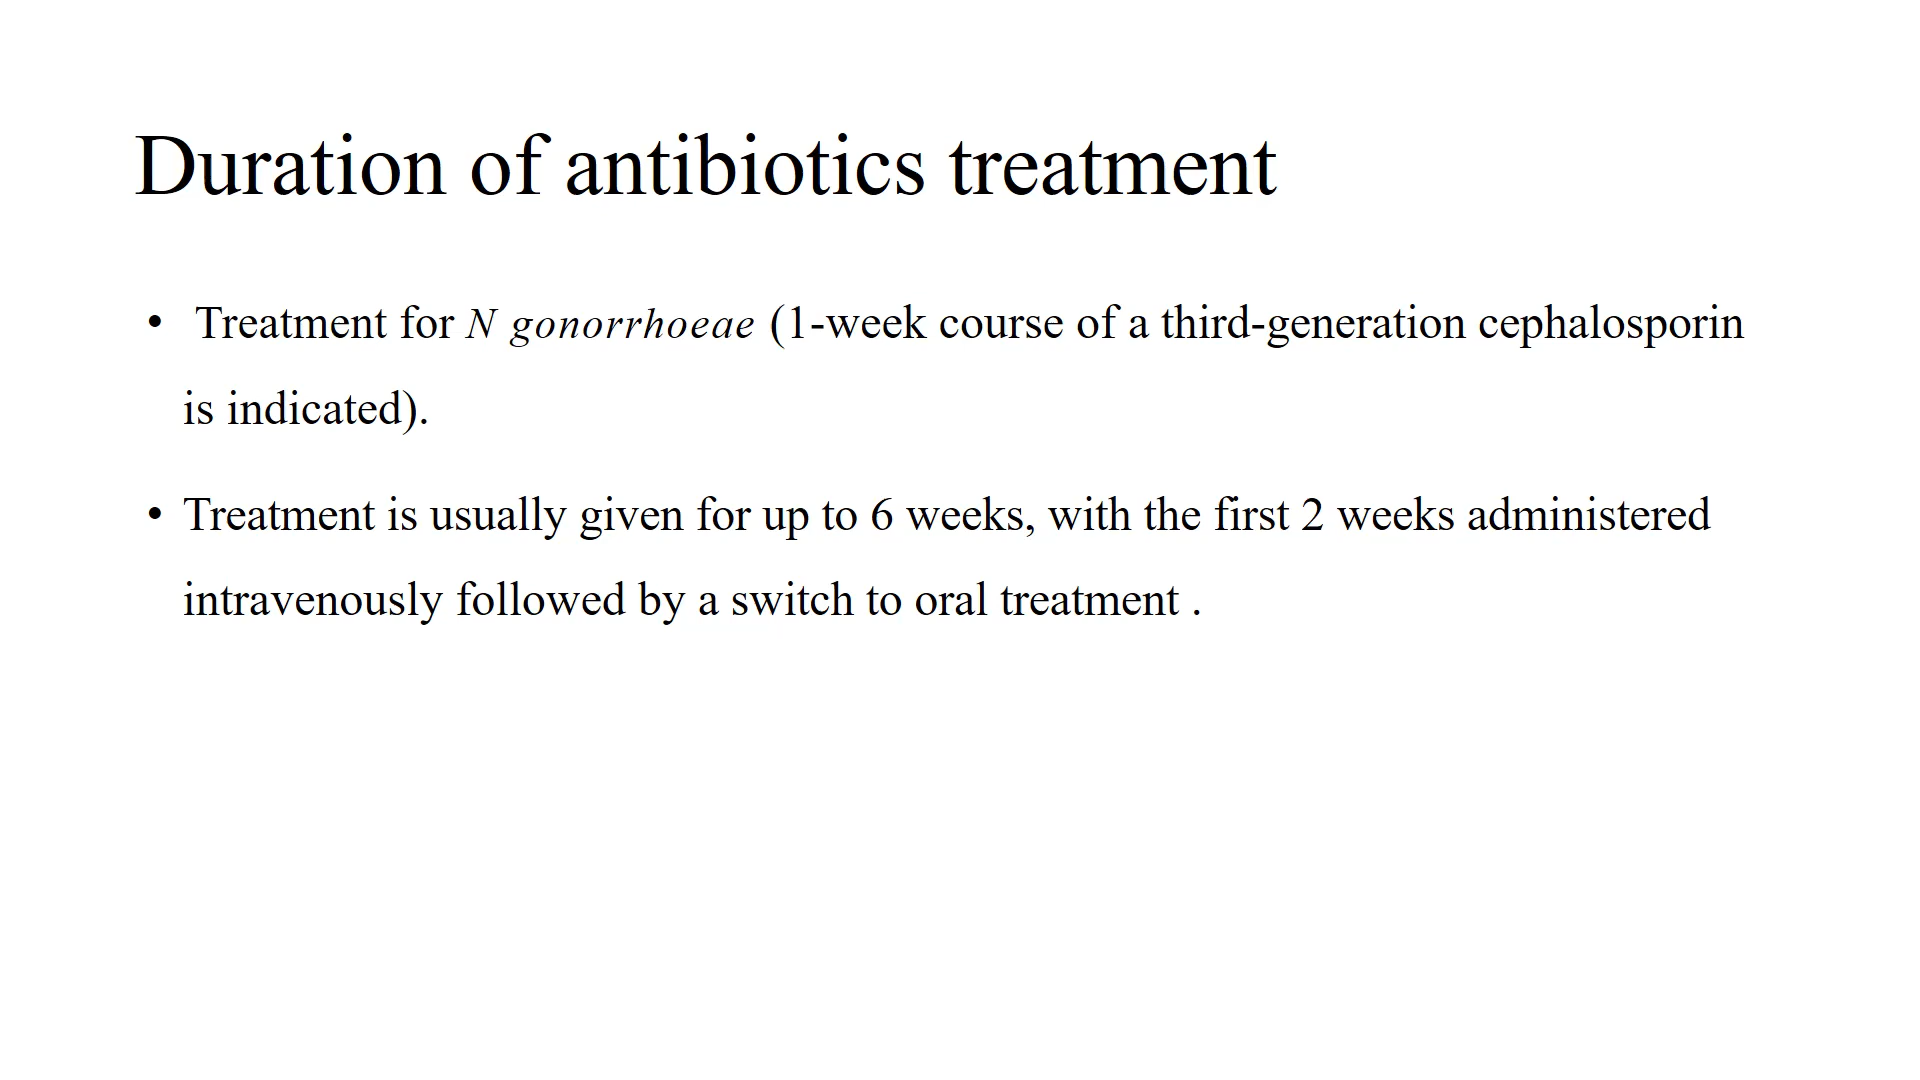 Duration of antibiotics treatment
• Treatment for N gonorrhoeae (1-week course of a third-generation cephalosporin
is indicated).
• Treatment is usually given for up to 6 weeks, with the first 2 weeks administered
intravenously followed by a switch to oral treatment .